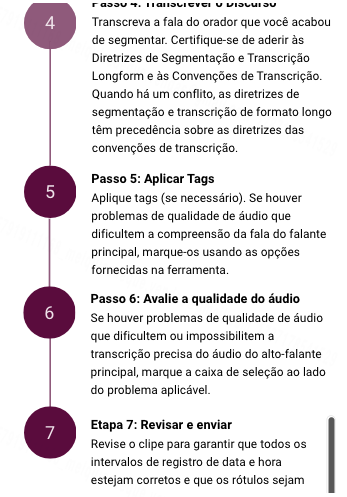 Passo 4: Transcrever o Discurso
4
Transcreva a fala do orador que você acabou
de segmentar. Certifique-se de aderir às
Diretrizes de Segmentação e Transcrição
Longform e às Convenções de Transcrição.
Quando há um conflito, as diretrizes de
segmentação e transcrição de formato longo
têm precedência sobre as diretrizes das
convenções de transcrição.
Passo 5: Aplicar Tags
5
Aplique tags (se necessário). Se houver
problemas de qualidade de áudio que
dificultem a compreensão da fala do falante
principal, marque-os usando as opções
fornecidas na ferramenta.
Passo 6: Avalie a qualidade do áudio
6
Se houver problemas de qualidade de áudio
que dificultem ou impossibilitem a
transcrição precisa do áudio do alto-falante
principal, marque a caixa de seleção ao lado
do problema aplicável.
Etapa 7: Revisar e enviar
7
Revise o clipe para garantir que todos os
intervalos de registro de data e hora
estejam corretos e que os rótulos sejam